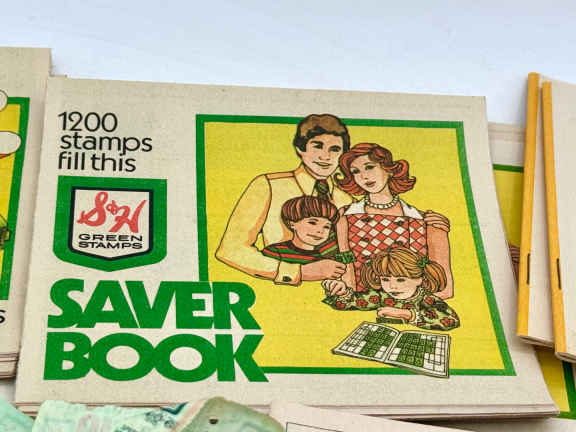 1200
stamps
fill this
S&H
GREEN
STAMPS
SAVER
BOOK